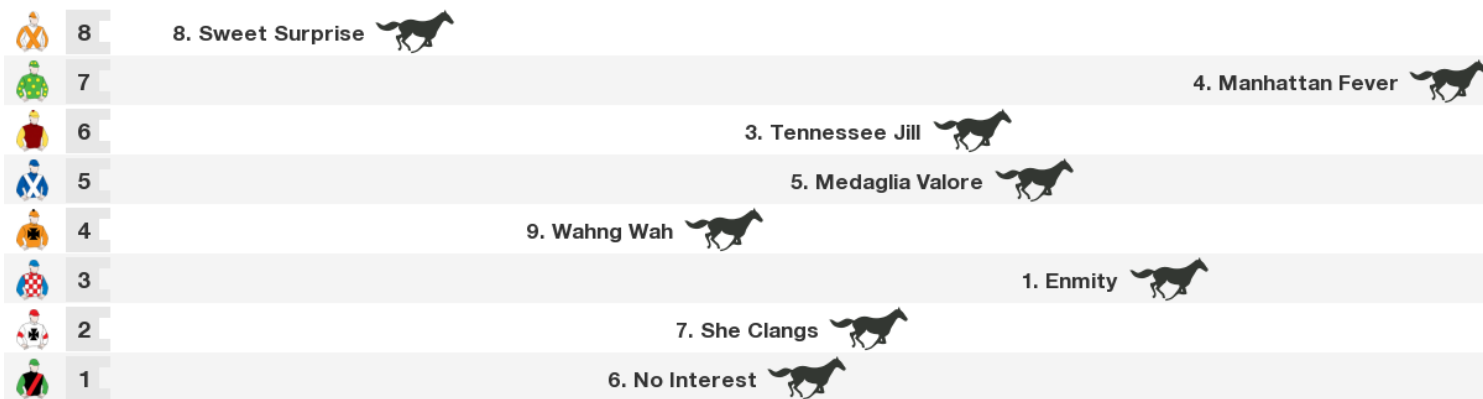 8 8. Sweet Surprise
7 4. Manhattan Fever
6 3. Tennessee Jill
5 5. Medaglia Valore
4 9. Wahng Wah
3 1. Enmity
2 7. She Clangs
1 6. No Interest